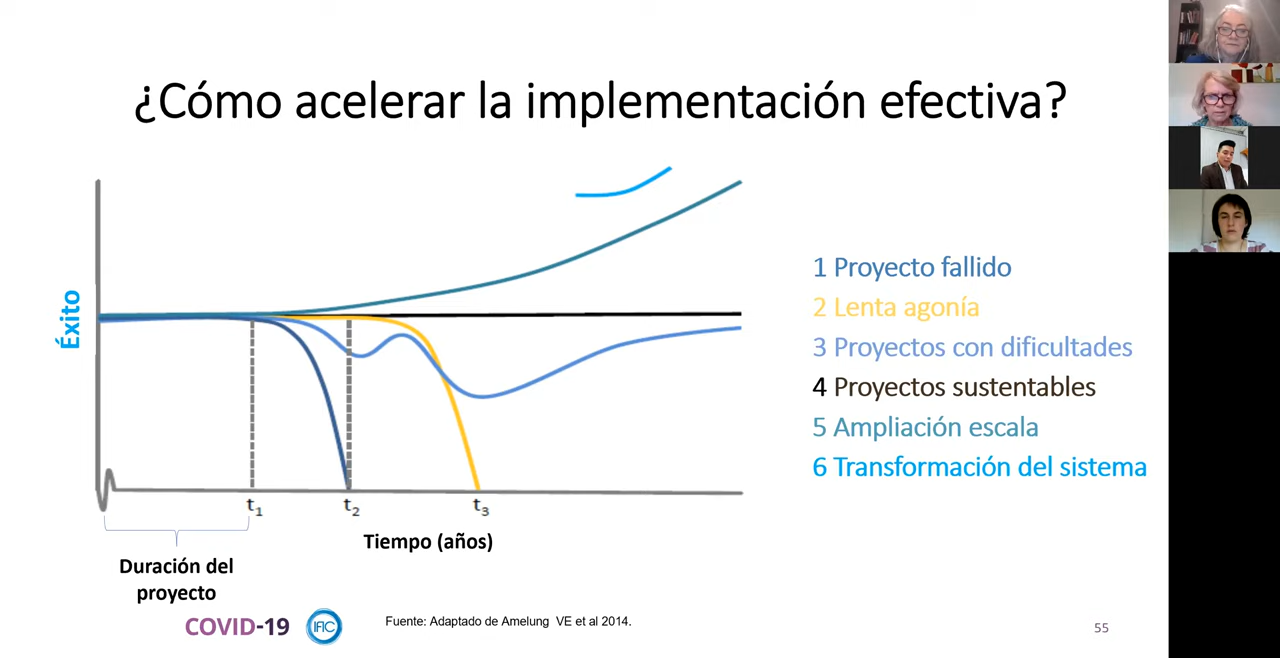 ¿Cómo acelerar la implementación efectiva?
Éxito
1 Proyecto fallido
2 Lenta agonía
3 Proyectos con dificultades
4 Proyectos sustentables
5 Ampliación escala
6 Transformación del sistema
t1
t2
t3
Tiempo (años)
Duración del
proyecto
COVID-19
IFIC
Fuente: Adaptado de Amelung VE et al 2014.
55